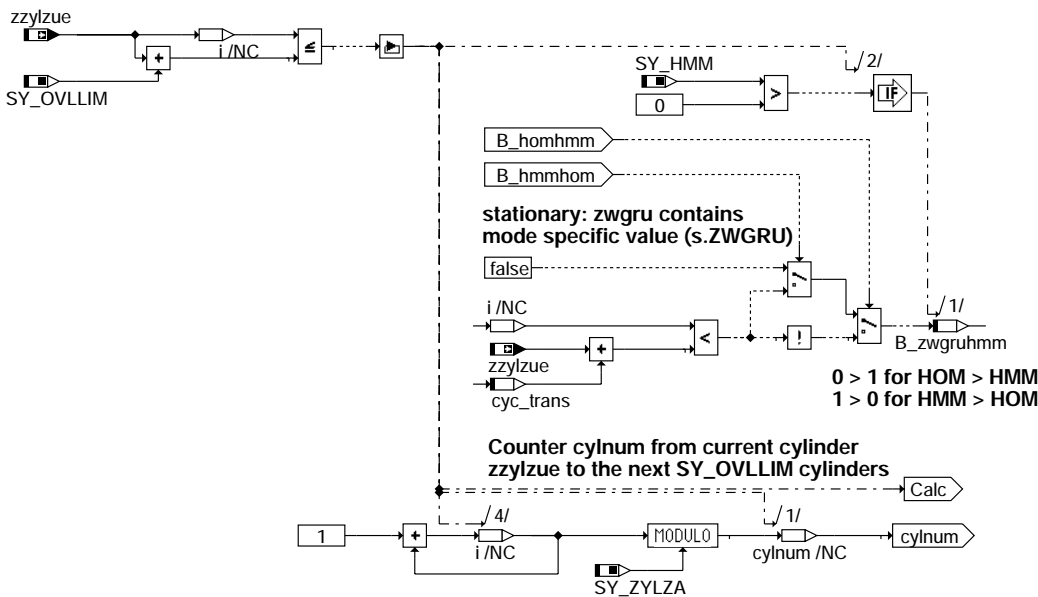 zzylzue
i /NC
≤
+
SY_OVLLIM
/2/
SY_HMM
IF
>
0
B_homhmm
B_hmmhom
stationary: zwgru contains
mode specific value (s.ZWGRU)
false
i /NC
/1/
<
!
+
zzylzue
B_zwgruhmm
cyc_trans
0 > 1 for HOM > HMM
1 > 0 for HMM > HOM
Counter cylnum from current cylinder
zzylzue to the next SY_OVLLIM cylinders
Calc
/4/
/1/
1
+
MODULO
cylnum
i /NC
cylnum /NC
SY_ZYLZA